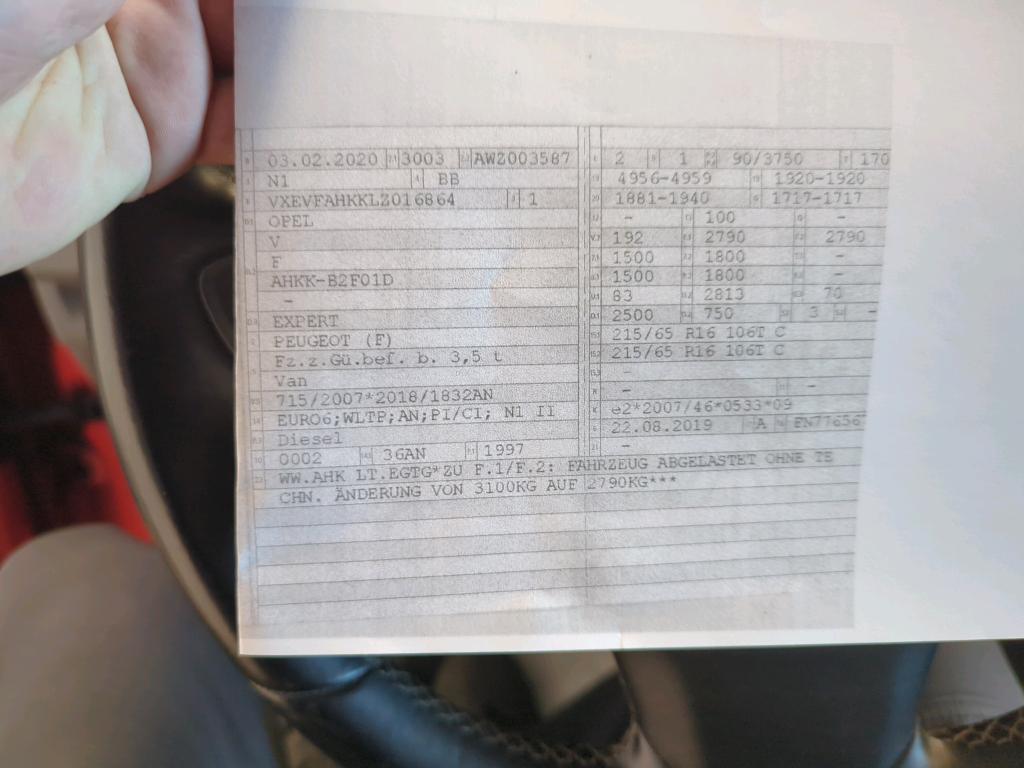 03.02.2020 3003 AWZ003587
N1 BB
VXEVFAHKKLZ016864 1
OPEL
V
F
AHKK-B2F01D
-
EXPERT
PEUGEOT (F)
Fz.z.Gü.bef. b. 3,5 t
Van
715/2007*2018/1832AN
EURO6;WLTP;AN;PI/CI; N1 II
Diesel
0002 36AN 1997
2 1 90/3750 170
4956-4959 1920-1920
1881-1940 1717-1717
- 100 -
192 2790 2790
1500 1800 -
1500 1800 -
83 2813 70
2500 750 3 -
215/65 R16 106T C
215/65 R16 106T C
-
- -
e2*2007/46*0533*09
22.08.2019 A FN77656
-
WW.AHK LT.EGTG*ZU F.1/F.2: FAHRZEUG ABGELASTET OHNE TE
CHN. ÄNDERUNG VON 3100KG AUF 2790KG***